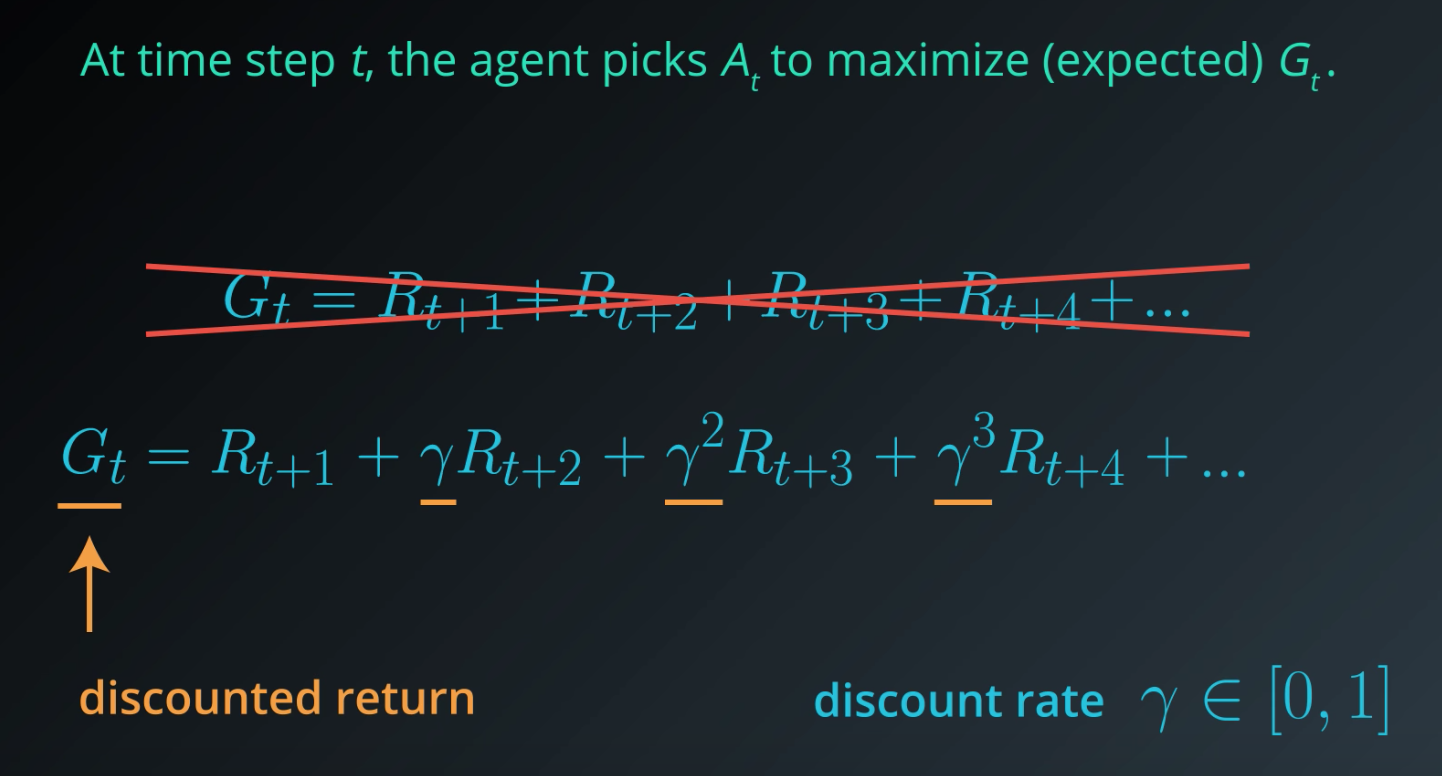 At time step t, the agent picks Aₜ to maximize (expected) Gₜ.
Gₜ = Rₜ₊₁ + Rₜ₊₂ + Rₜ₊₃ + Rₜ₊₄ + ...
Gₜ = Rₜ₊₁ + γRₜ₊₂ + γ²Rₜ₊₃ + γ³Rₜ₊₄ + ...
discounted return
discount rate γ ∈ [0, 1]